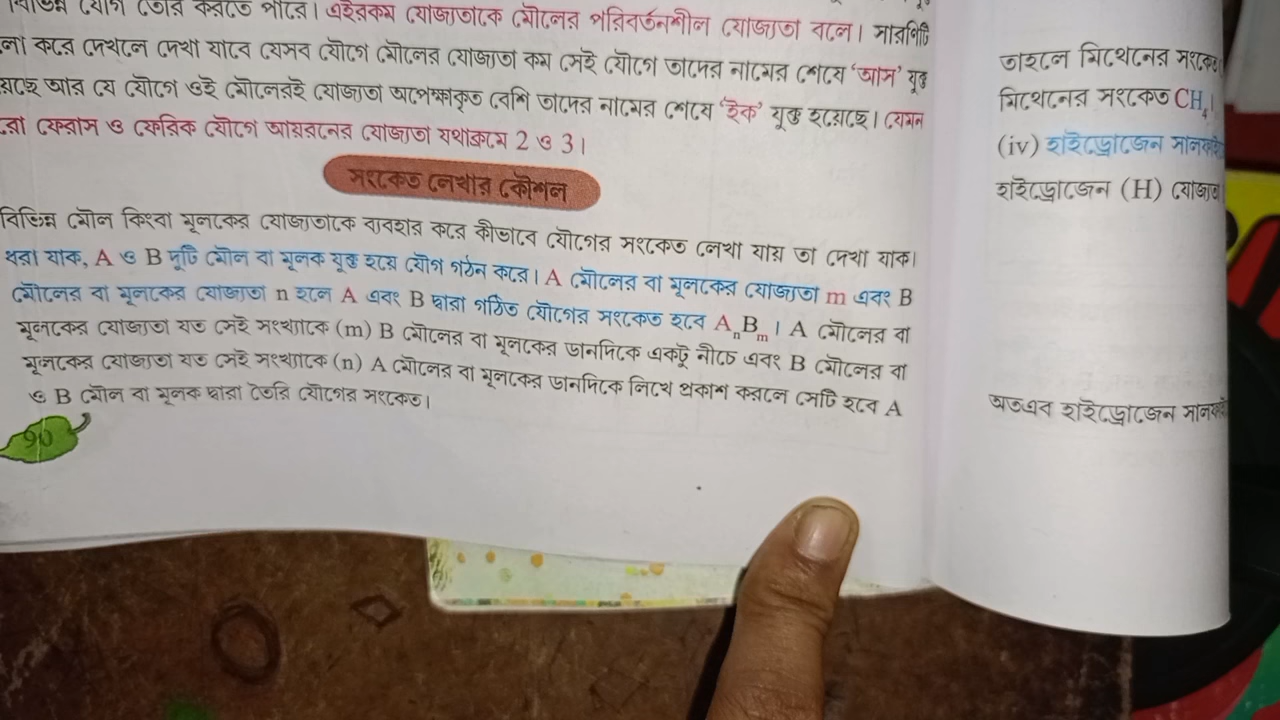 বিভিন্ন যৌগ তৈরি করতে পারে। এইরকম যোজ্যতাকে মৌলের পরিবর্তনশীল যোজ্যতা বলে। সারণিটি
করে দেখলে দেখা যাবে যেসব যৌগে মৌলের যোজ্যতা কম সেই যৌগে তাদের নামের শেষে ‘আস’ যুক্ত
আর যে যৌগে ওই মৌলেরই যোজ্যতা অপেক্ষাকৃত বেশি তাদের নামের শেষে ‘ইক’ যুক্ত হয়েছে। যেমন
ফেরাস ও ফেরিক যৌগে আয়রনের যোজ্যতা যথাক্রমে 2 ও 3।
সংকেত লেখার কৌশল
বিভিন্ন মৌল কিংবা মূলকের যোজ্যতাকে ব্যবহার করে কীভাবে যৌগের সংকেত লেখা যায় তা দেখা যাক।
ধরা যাক, A ও B দুটি মৌল বা মূলক যুক্ত হয়ে যৌগ গঠন করে। A মৌলের বা মূলকের যোজ্যতা m এবং B
মৌলের বা মূলকের যোজ্যতা n হলে A এবং B দ্বারা গঠিত যৌগের সংকেত হবে AₙBₘ। A মৌলের বা
মূলকের যোজ্যতা যত সেই সংখ্যাকে (m) B মৌলের বা মূলকের ডানদিকে একটু নীচে এবং B মৌলের বা
মূলকের যোজ্যতা যত সেই সংখ্যাকে (n) A মৌলের বা মূলকের ডানদিকে লিখে প্রকাশ করলে সেটি হবে A
ও B মৌল বা মূলক দ্বারা তৈরি যৌগের সংকেত।
90
তাহলে মিথেনের সংকেত
মিথেনের সংকেত CH₄।
(iv) হাইড্রোজেন
হাইড্রোজেন (H) যোজ্যতা
অতএব হাইড্রোজেন